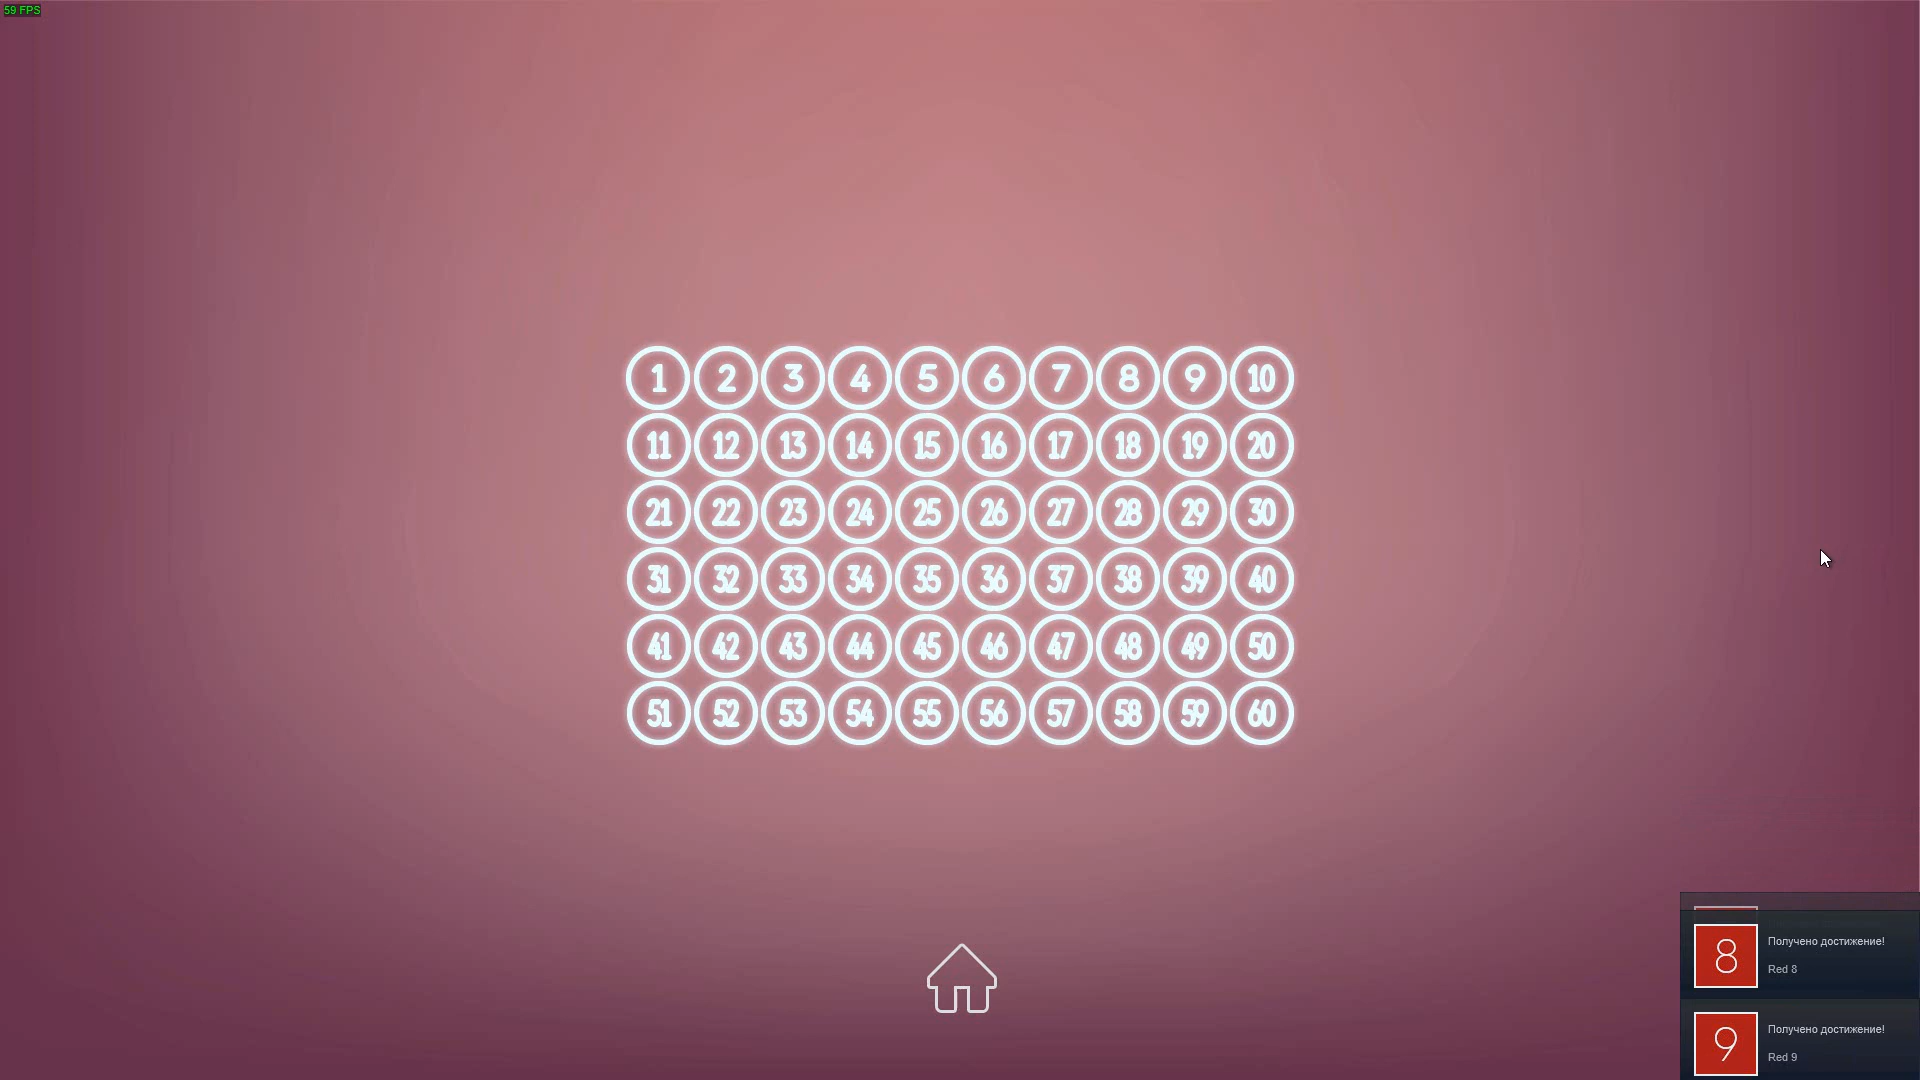 59 FPS
1 2 3 4 5 6 7 8 9 10
11 12 13 14 15 16 17 18 19 20
21 22 23 24 25 26 27 28 29 30
31 32 33 34 35 36 37 38 39 40
41 42 43 44 45 46 47 48 49 50
51 52 53 54 55 56 57 58 59 60
8
Получено достижение!
Red 8
9
Получено достижение!
Red 9